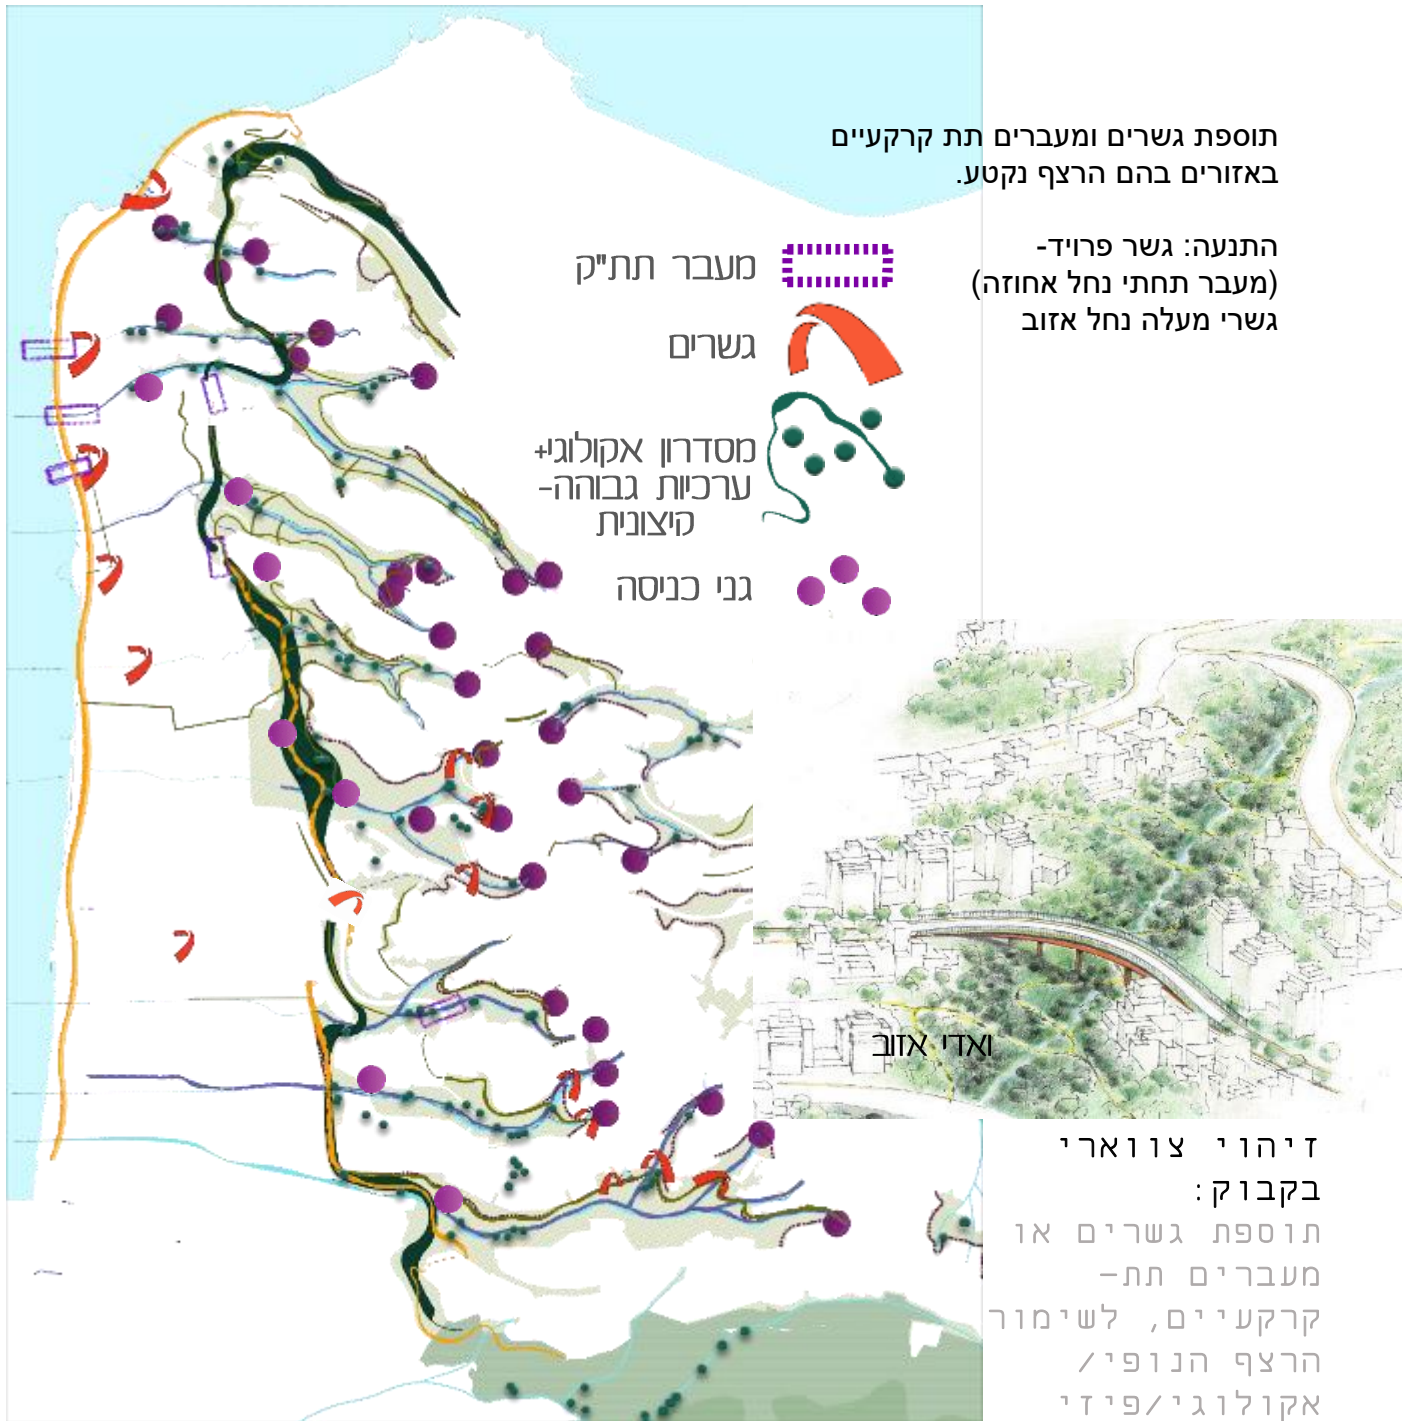 תוספת גשרים ומעברים תת קרקעיים
באזורים בהם הרצף נקטע.
התנעה: גשר פרויד-
(מעבר תחתי נחל אחוזה)
גשרי מעלה נחל אזוב
מעבר תת"ק
גשרים
מסדרון אקולוגי+
ערכיות גבוהה-
קיצונית
גני כניסה
ואדי אזוב
זיהוי צווארי
בקבוק:
תוספת גשרים או
מעברים תת-
קרקעיים, לשימור
הרצף הנופי/
אקולוגי/פיזי